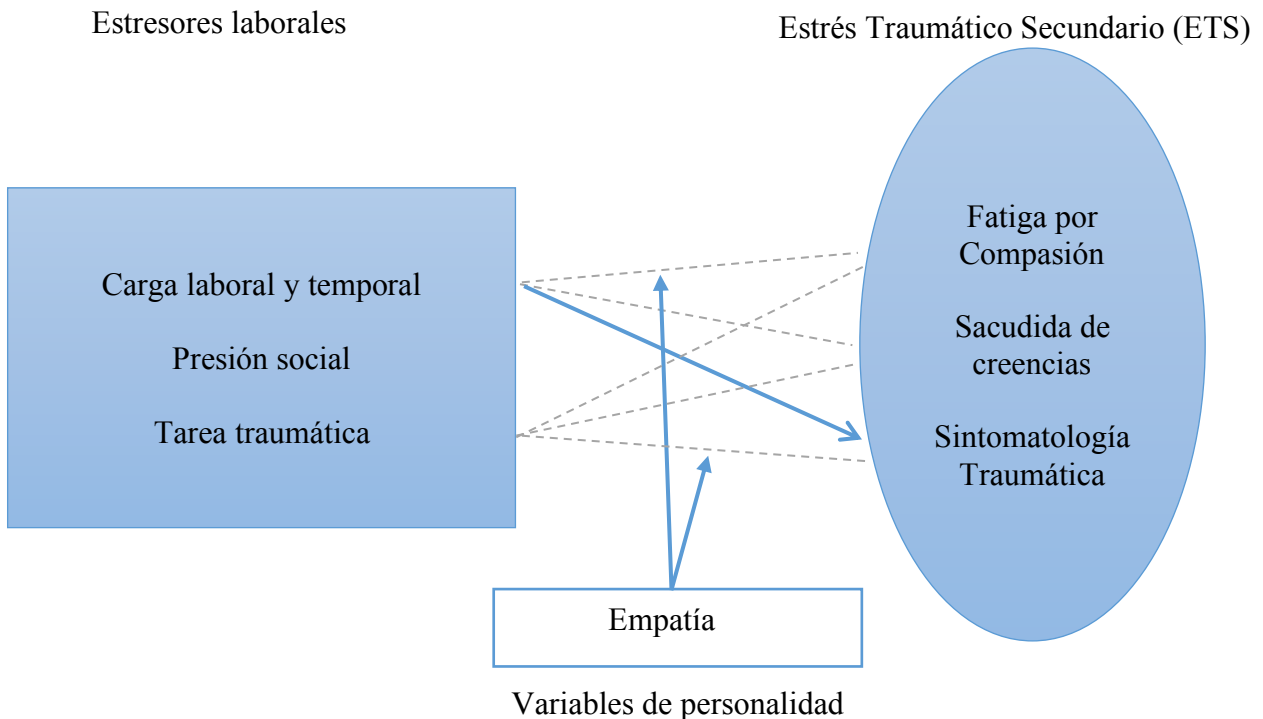 Estresores laborales
Estrés Traumático Secundario (ETS)
Carga laboral y temporal
Presión social
Tarea traumática
Fatiga por
Compasión
Sacudida de
creencias
Sintomatología
Traumática
Empatía
Variables de personalidad